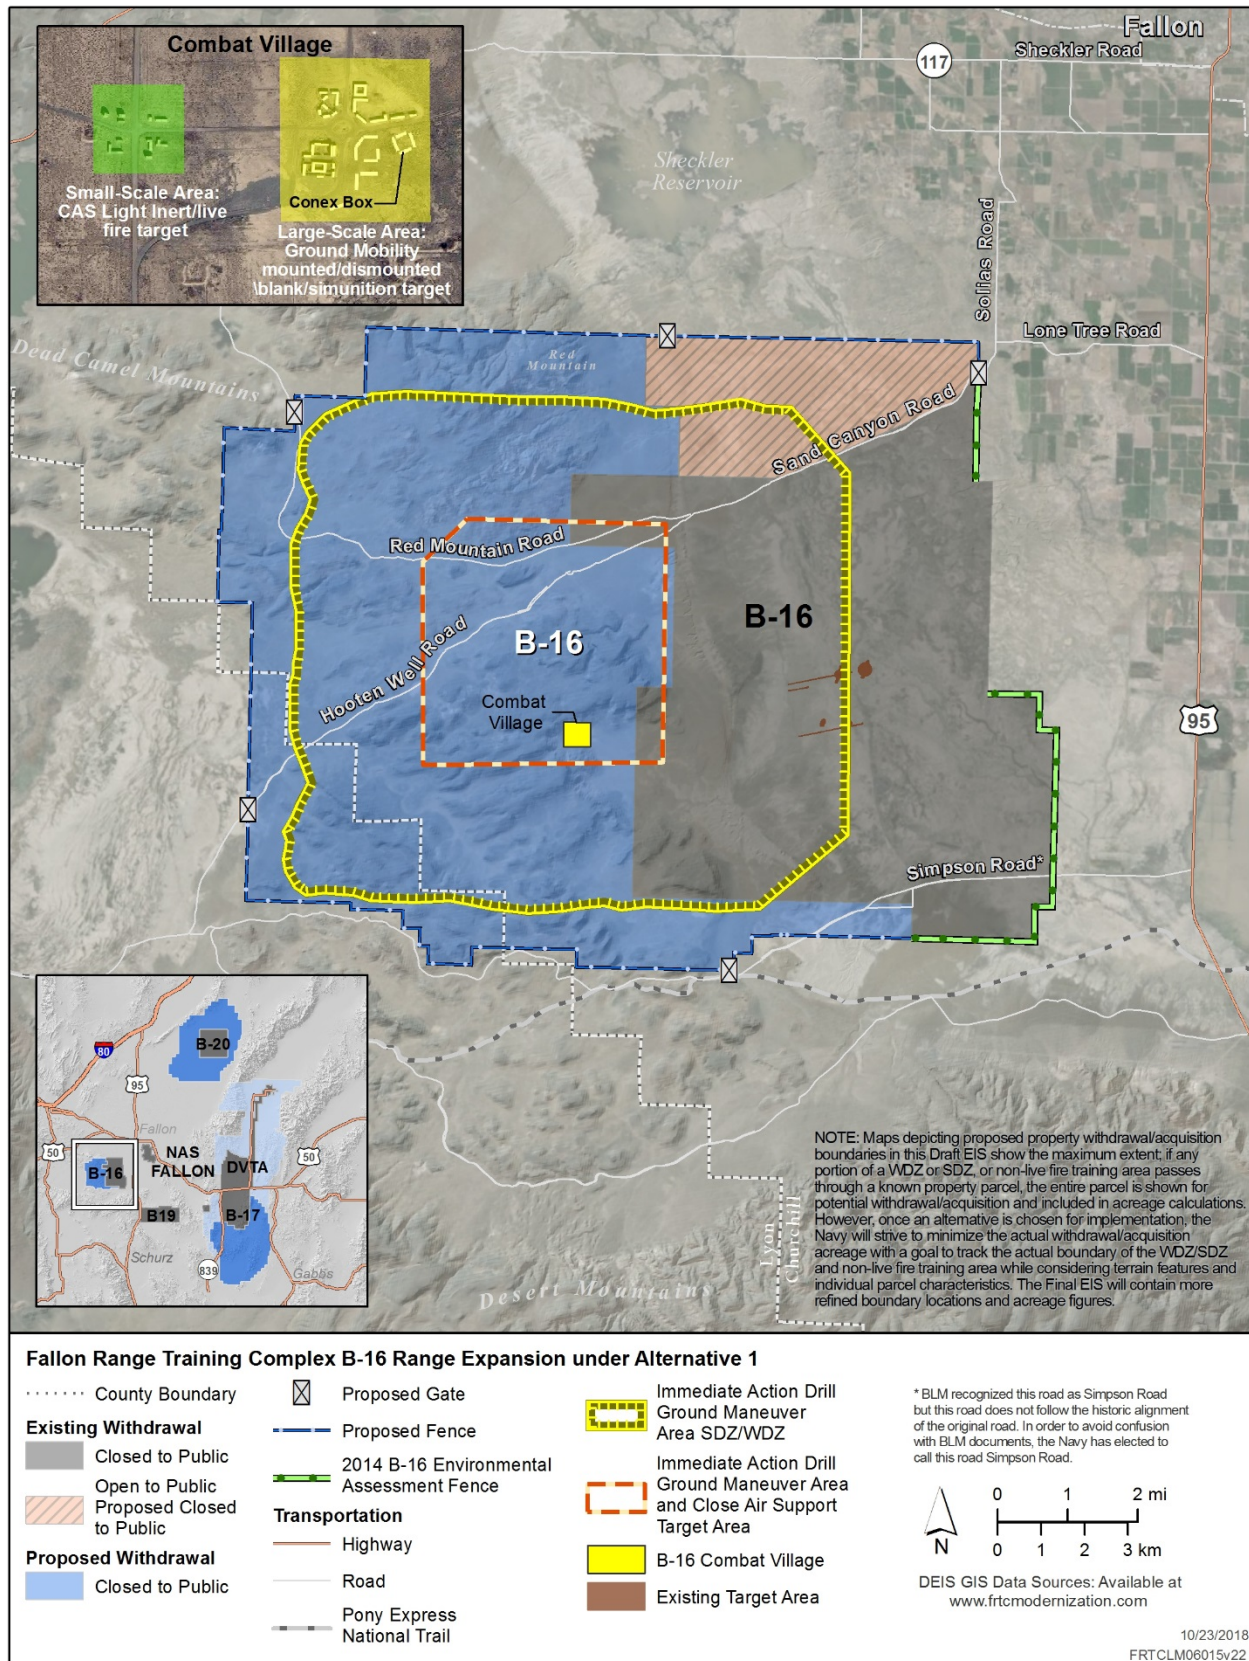 Combat Village
Small-Scale Area:
CAS Light Inert/live
fire target
Conex Box
Large-Scale Area:
Ground Mobility
mounted/dismounted
\blank/simunition target
Fallon
Sheckler Road
117
Sheckler
Reservoir
Solias Road
Lone Tree Road
Dead Camel Mountains
Red
Mountain
Sand Canyon Road
Red Mountain Road
B-16
B-16
Hooten Well Road
Combat
Village
95
Simpson Road*
80
B-20
95
Fallon
50
NAS
FALLON
DVTA
50
B-16
B19
B-17
Schurz
839
Gabbs
Lyon
Churchill
Desert Mountains
NOTE: Maps depicting proposed property withdrawal/acquisition
boundaries in this Draft EIS show the maximum extent; if any
portion of a WDZ or SDZ, or non-live fire training area passes
through a known property parcel, the entire parcel is shown for
potential withdrawal/acquisition and included in acreage calculations.
However, once an alternative is chosen for implementation, the
Navy will strive to minimize the actual withdrawal/acquisition
acreage with a goal to track the actual boundary of the WDZ/SDZ
and non-live fire training area while considering terrain features and
individual parcel characteristics. The Final EIS will contain more
refined boundary locations and acreage figures.
Fallon Range Training Complex B-16 Range Expansion under Alternative 1
County Boundary
Existing Withdrawal
Closed to Public
Open to Public
Proposed Closed
to Public
Proposed Withdrawal
Closed to Public
Proposed Gate
Proposed Fence
2014 B-16 Environmental
Assessment Fence
Transportation
Highway
Road
Pony Express
National Trail
Immediate Action Drill
Ground Maneuver
Area SDZ/WDZ
Immediate Action Drill
Ground Maneuver Area
and Close Air Support
Target Area
B-16 Combat Village
Existing Target Area
* BLM recognized this road as Simpson Road
but this road does not follow the historic alignment
of the original road. In order to avoid confusion
with BLM documents, the Navy has elected to
call this road Simpson Road.
N
0 1 2 mi
0 1 2 3 km
DEIS GIS Data Sources: Available at
www.frtcmodernization.com
10/23/2018
FRTCLM06015v22